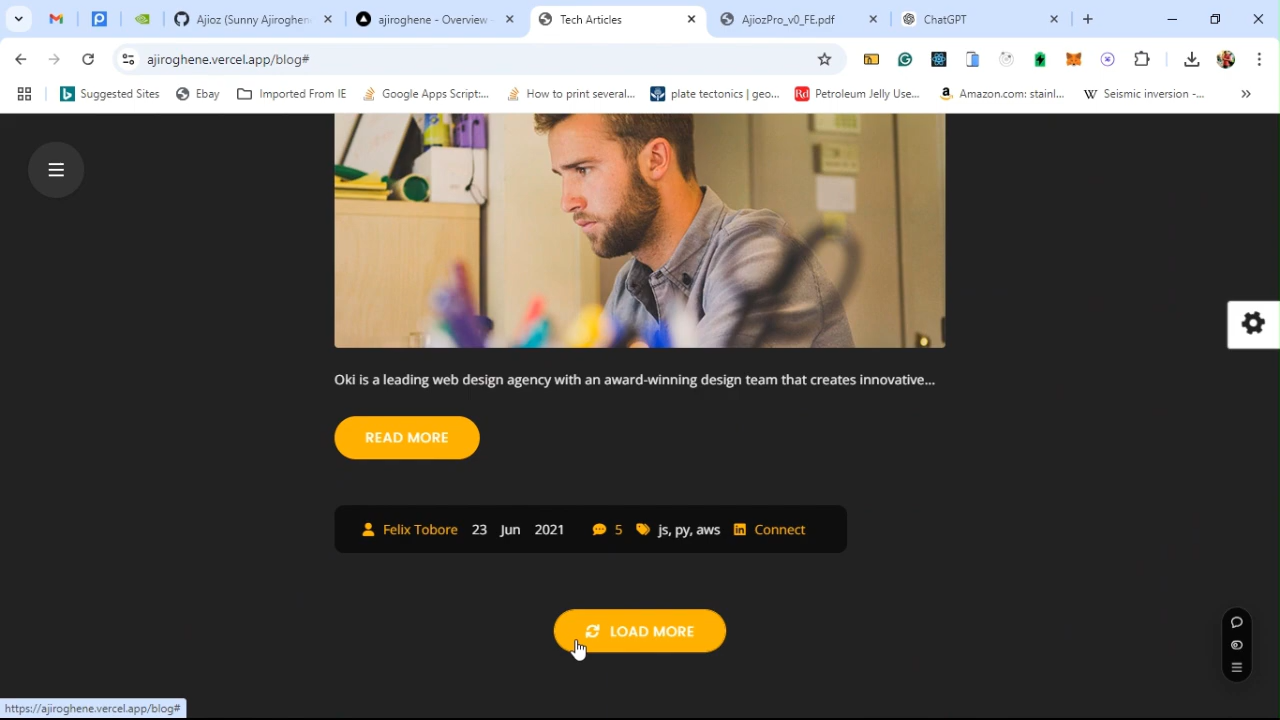 Ajioz (Sunny Ajiroghen
ajiroghene - Overview
Tech Articles
AjiozPro_v0_FE.pdf
ChatGPT
ajiroghene.vercel.app/blog#
Suggested Sites
Ebay
Imported From IE
Google Apps Script:...
How to print several...
plate tectonics | geo...
Rd Petroleum Jelly Use...
Amazon.com: stainl...
W Seismic inversion -...
Oki is a leading web design agency with an award-winning design team that creates innovative...
READ MORE
Felix Tobore 23 Jun 2021 5 js, py, aws Connect
LOAD MORE
https://ajiroghene.vercel.app/blog#